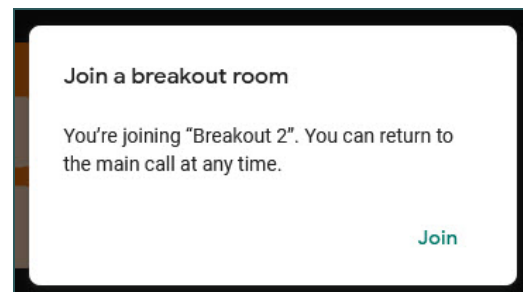 Join a breakout room
You're joining “Breakout 2”. You can return to
the main call at any time.
Join